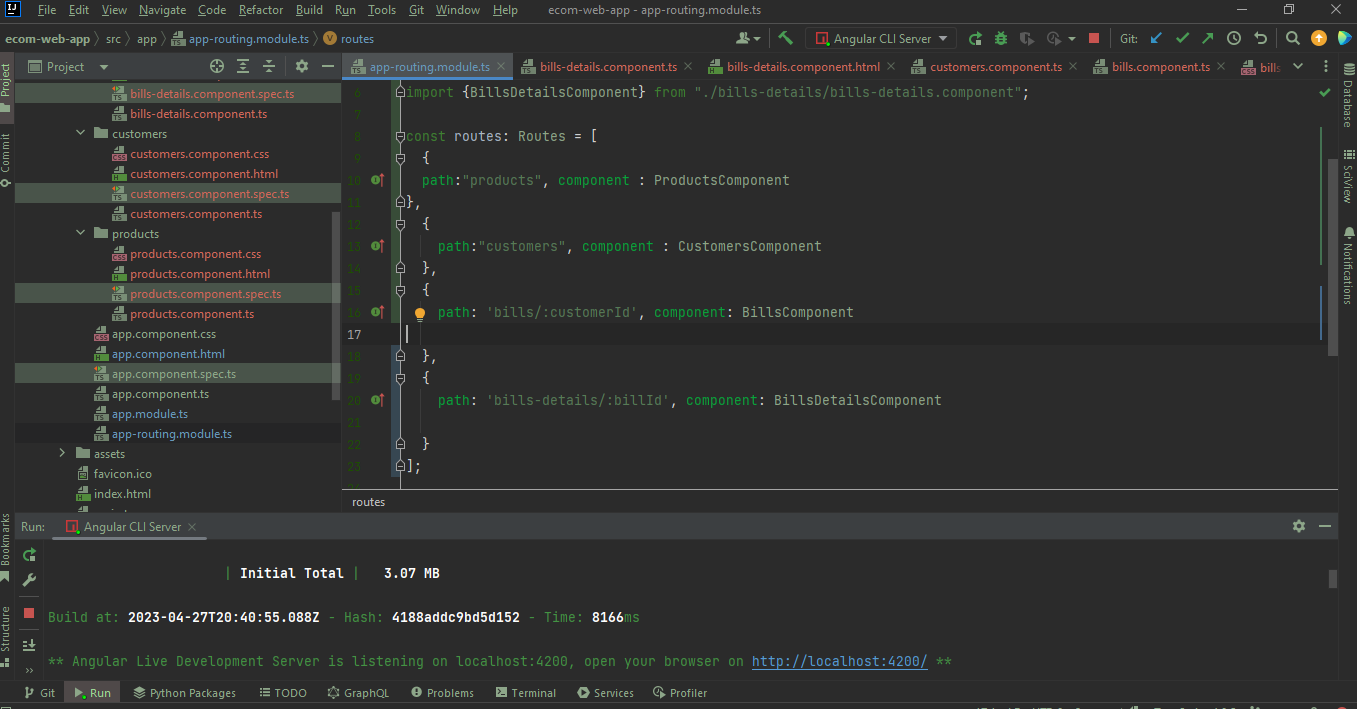 File Edit View Navigate Code Refactor Build Run Tools Git Window Help ecom-web-app - app-routing.module.ts
ecom-web-app src app app-routing.module.ts routes Angular CLI Server Git:
Project
app-routing.module.ts bills-details.component.ts bills-details.component.html customers.component.ts bills.component.ts bills
bills-details.component.spec.ts
bills-details.component.ts
customers
customers.component.css
customers.component.html
customers.component.spec.ts
customers.component.ts
products
products.component.css
products.component.html
products.component.spec.ts
products.component.ts
app.component.css
app.component.html
app.component.spec.ts
app.component.ts
app.module.ts
app-routing.module.ts
assets
favicon.ico
index.html
6 import {BillsDetailsComponent} from "./bills-details/bills-details.component";
7
8 const routes: Routes = [
9 {
10 path:"products", component : ProductsComponent
11 },
12 {
13 path:"customers", component : CustomersComponent
14 },
15 {
16 path: 'bills/:customerId', component: BillsComponent
17
18 },
19 {
20 path: 'bills-details/:billId', component: BillsDetailsComponent
21
22 }
23 ];
routes
Project
Commit
Bookmarks
Structure
Database
SciView
Notifications
Run: Angular CLI Server
| Initial Total | 3.07 MB
Build at: 2023-04-27T20:40:55.088Z - Hash: 4188addc9bd5d152 - Time: 8166ms
** Angular Live Development Server is listening on localhost:4200, open your browser on http://localhost:4200/ **
Git Run Python Packages TODO GraphQL Problems Terminal Services Profiler